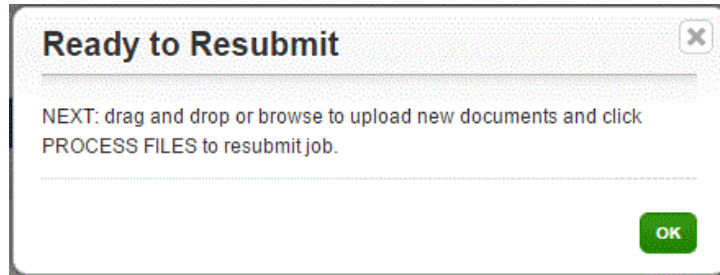 Ready to Resubmit
NEXT: drag and drop or browse to upload new documents and click
PROCESS FILES to resubmit job.
OK